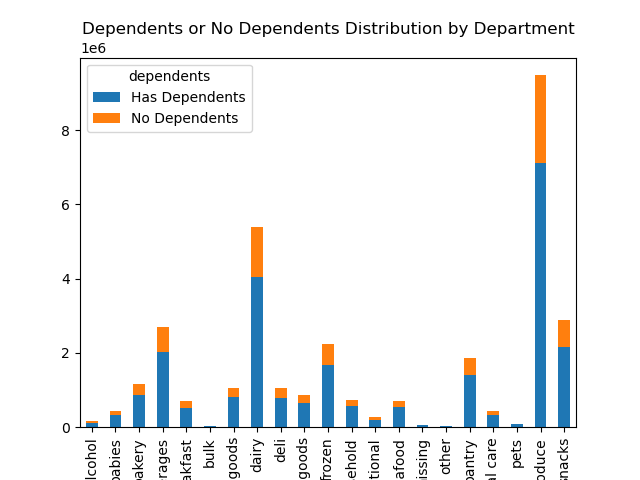 Dependents or No Dependents Distribution by Department
1e6
dependents
Has Dependents
No Dependents
8
6
4
2
0
lcohol
babies
bakery
erages
eakfast
bulk
goods
dairy
deli
goods
frozen
sehold
tional
eafood
issing
other
pantry
al care
pets
oduce
snacks